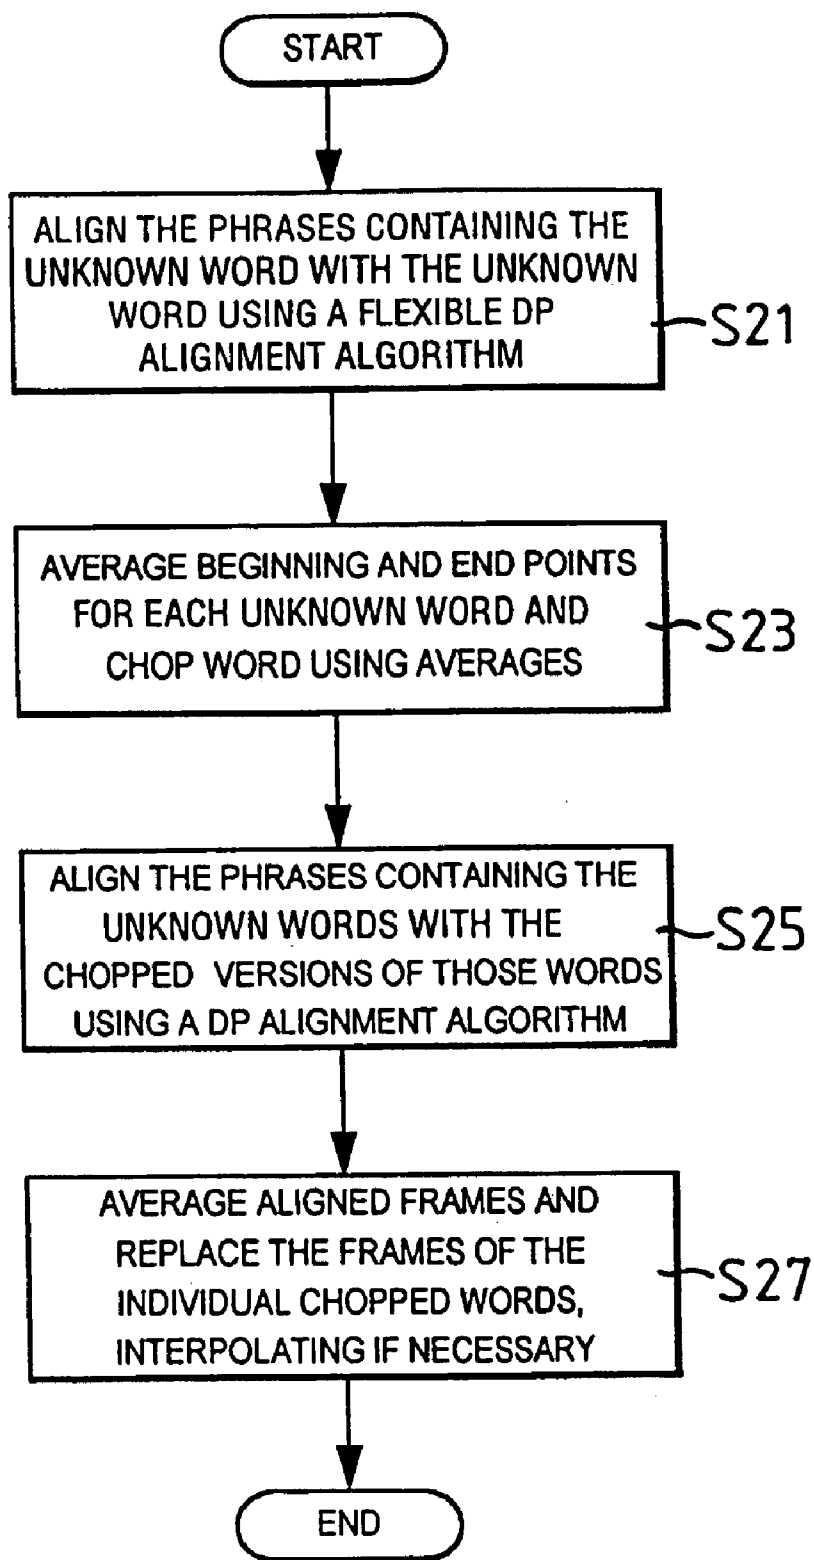 START
ALIGN THE PHRASES CONTAINING THE
UNKNOWN WORD WITH THE UNKNOWN
WORD USING A FLEXIBLE DP
ALIGNMENT ALGORITHM
S21
AVERAGE BEGINNING AND END POINTS
FOR EACH UNKNOWN WORD AND
CHOP WORD USING AVERAGES
S23
ALIGN THE PHRASES CONTAINING THE
UNKNOWN WORDS WITH THE
CHOPPED VERSIONS OF THOSE WORDS
USING A DP ALIGNMENT ALGORITHM
S25
AVERAGE ALIGNED FRAMES AND
REPLACE THE FRAMES OF THE
INDIVIDUAL CHOPPED WORDS,
INTERPOLATING IF NECESSARY
S27
END